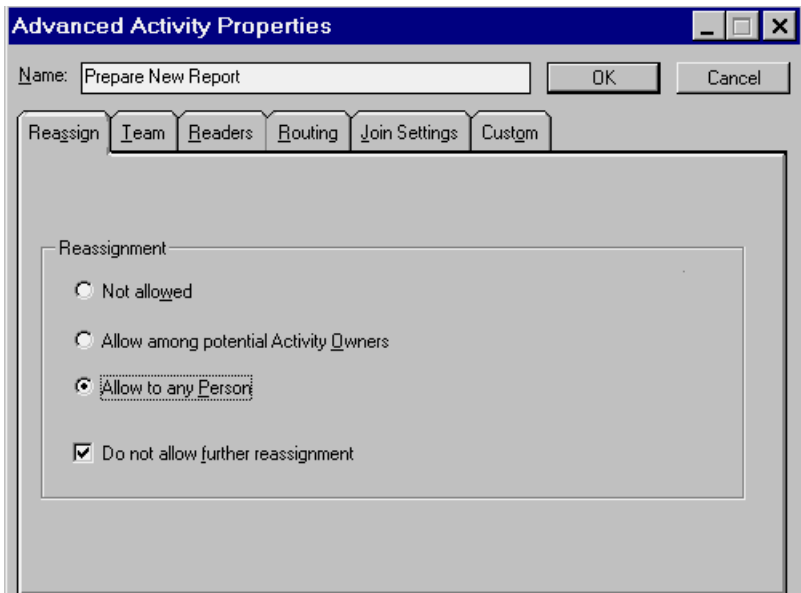 Advanced Activity Properties
Name: Prepare New Report OK Cancel
Reassign Team Readers Routing Join Settings Custom
Reassignment
Not allowed
Allow among potential Activity Owners
Allow to any Person
Do not allow further reassignment